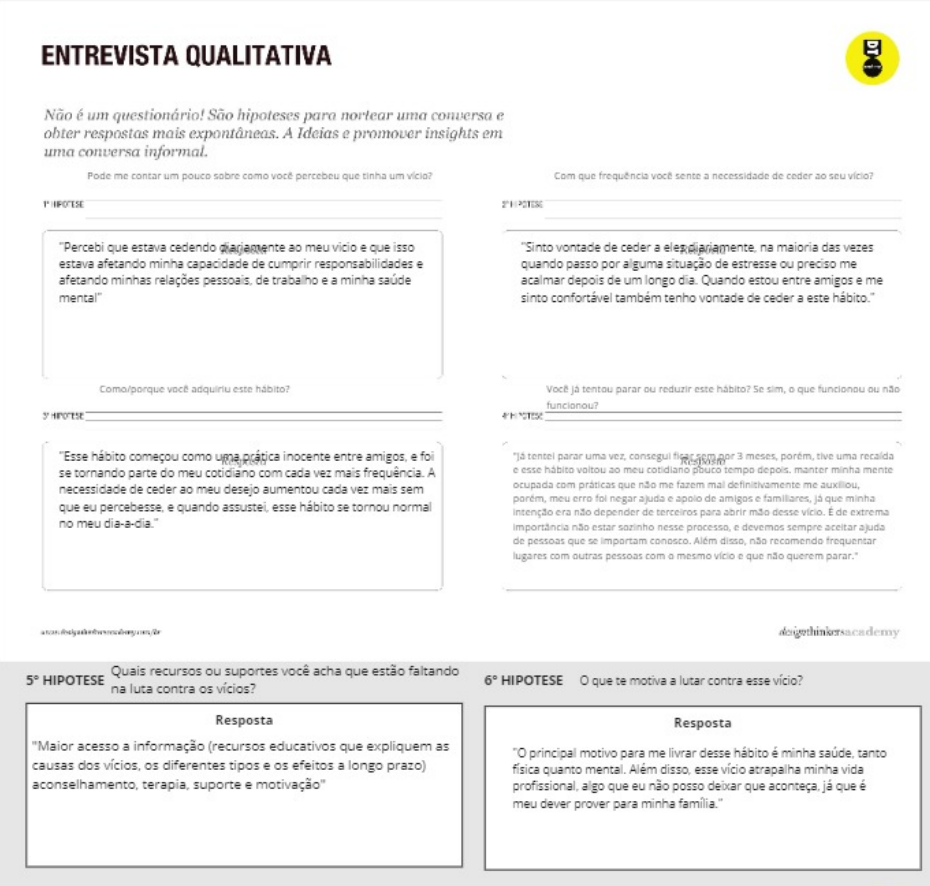 ENTREVISTA QUALITATIVA
Não é um questionário! São hipoteses para nortear uma conversa e
obter respostas mais expontâneas. A Ideias e promover insights em
uma conversa informal.
Pode me contar um pouco sobre como você percebeu que tinha um vício?
1ª HIPOTESE
Resposta
"Percebi que estava cedendo diariamente ao meu vicio e que isso
estava afetando minha capacidade de cumprir responsabilidades e
afetando minhas relações pessoais, de trabalho e a minha saúde
mental"
Com que frequência você sente a necessidade de ceder ao seu vício?
2ª HIPOTESE
Resposta
"Sinto vontade de ceder a eles diariamente, na maioria das vezes
quando passo por alguma situação de estresse ou preciso me
acalmar depois de um longo dia. Quando estou entre amigos e me
sinto confortável também tenho vontade de ceder a este hábito."
Como/porque você adquiriu este hábito?
3ª HIPOTESE
Resposta
"Esse hábito começou como uma prática inocente entre amigos, e foi
se tornando parte do meu cotidiano com cada vez mais frequência. A
necessidade de ceder ao meu desejo aumentou cada vez mais sem
que eu percebesse, e quando assustei, esse hábito se tornou normal
no meu dia-a-dia."
Você já tentou parar ou reduzir este hábito? Se sim, o que funcionou ou não
funcionou?
4ª HIPOTESE
Resposta
"Já tentei parar uma vez, consegui ficar sem por 3 meses, porém, tive uma recaída
e esse hábito voltou ao meu cotidiano pouco tempo depois. manter minha mente
ocupada com práticas que não me fazem mal definitivamente me auxiliou,
porém, meu erro foi negar ajuda e apoio de amigos e familiares, já que minha
intenção era não depender de terceiros para abrir mão desse vício. É de extrema
importância não estar sozinho nesse processo, e devemos sempre aceitar ajuda
de pessoas que se importam conosco. Além disso, não recomendo frequentar
lugares com outras pessoas com o mesmo vício e que não querem parar."
www.designthinkersacademy.com/br
designthinkersacademy
5ª HIPOTESE
Quais recursos ou suportes você acha que estão faltando
na luta contra os vícios?
Resposta
"Maior acesso a informação (recursos educativos que expliquem as
causas dos vícios, os diferentes tipos e os efeitos a longo prazo)
aconselhamento, terapia, suporte e motivação"
6ª HIPOTESE O que te motiva a lutar contra esse vício?
Resposta
"O principal motivo para me livrar desse hábito é minha saúde, tanto
física quanto mental. Além disso, esse vício atrapalha minha vida
profissional, algo que eu não posso deixar que aconteça, já que é
meu dever prover para minha família."